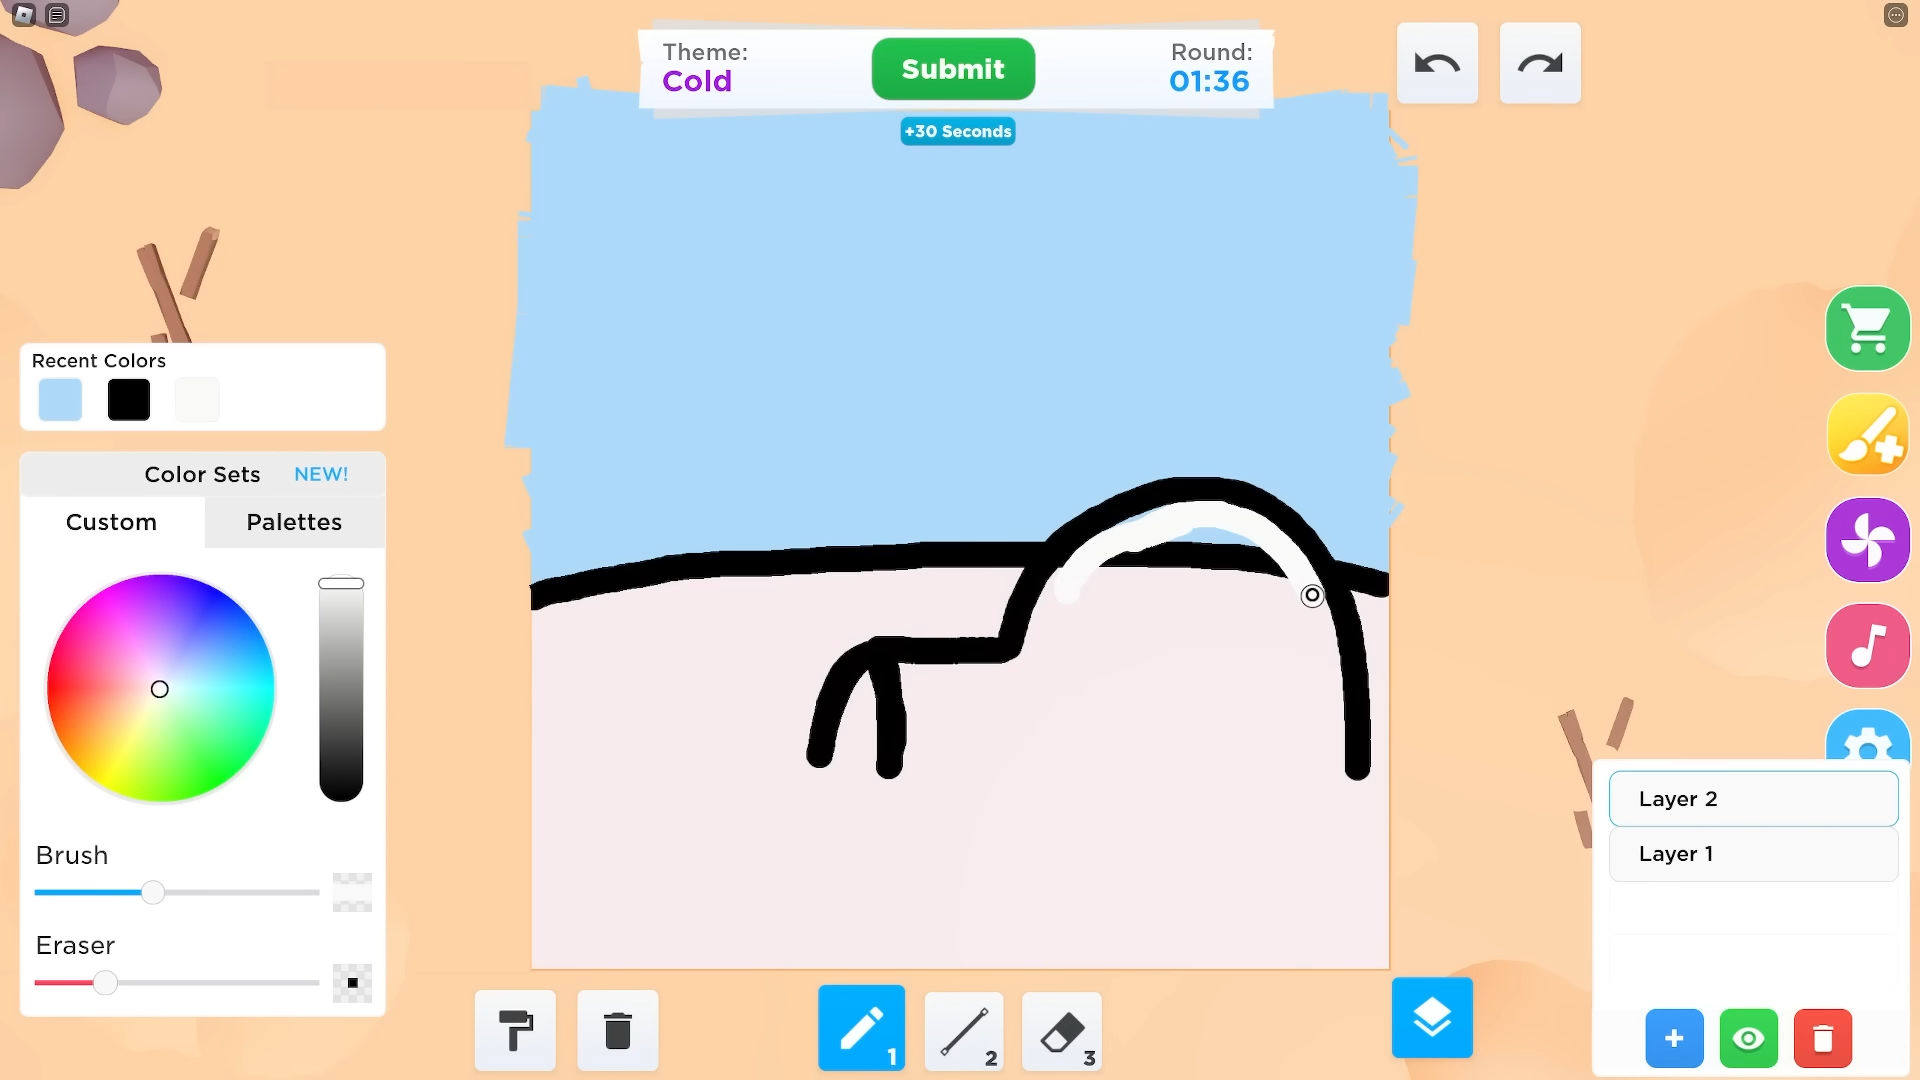 Theme:
Cold
Submit
Round:
01:36
+30 Seconds
Recent Colors
Color Sets NEW!
Custom Palettes
Brush
Eraser
1
2
3
Layer 2
Layer 1